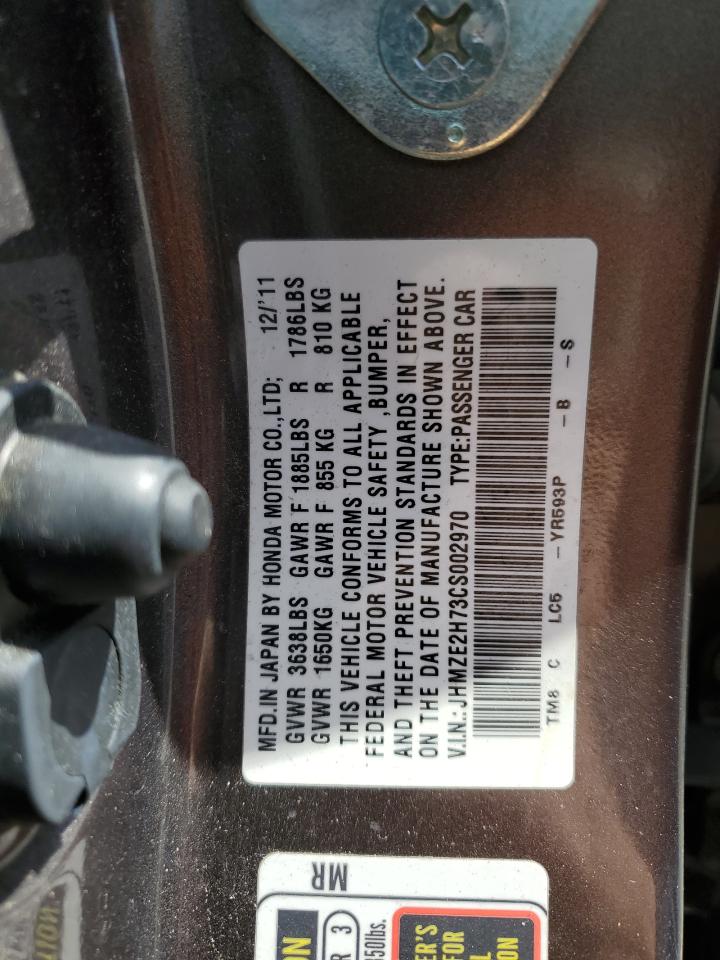 MFD.IN JAPAN BY HONDA MOTOR CO.,LTD; 12/'11
GVWR 3638LBS GAWR F 1885LBS R 1786LBS
GVWR 1650KG GAWR F 855 KG R 810 KG
THIS VEHICLE CONFORMS TO ALL APPLICABLE
FEDERAL MOTOR VEHICLE SAFETY ,BUMPER,
AND THEFT PREVENTION STANDARDS IN EFFECT
ON THE DATE OF MANUFACTURE SHOWN ABOVE.
V.I.N.:JHMZE2H73CS002970 TYPE:PASSENGER CAR
TM8 C LC5 - YR593P - B - S
MR
3
ON